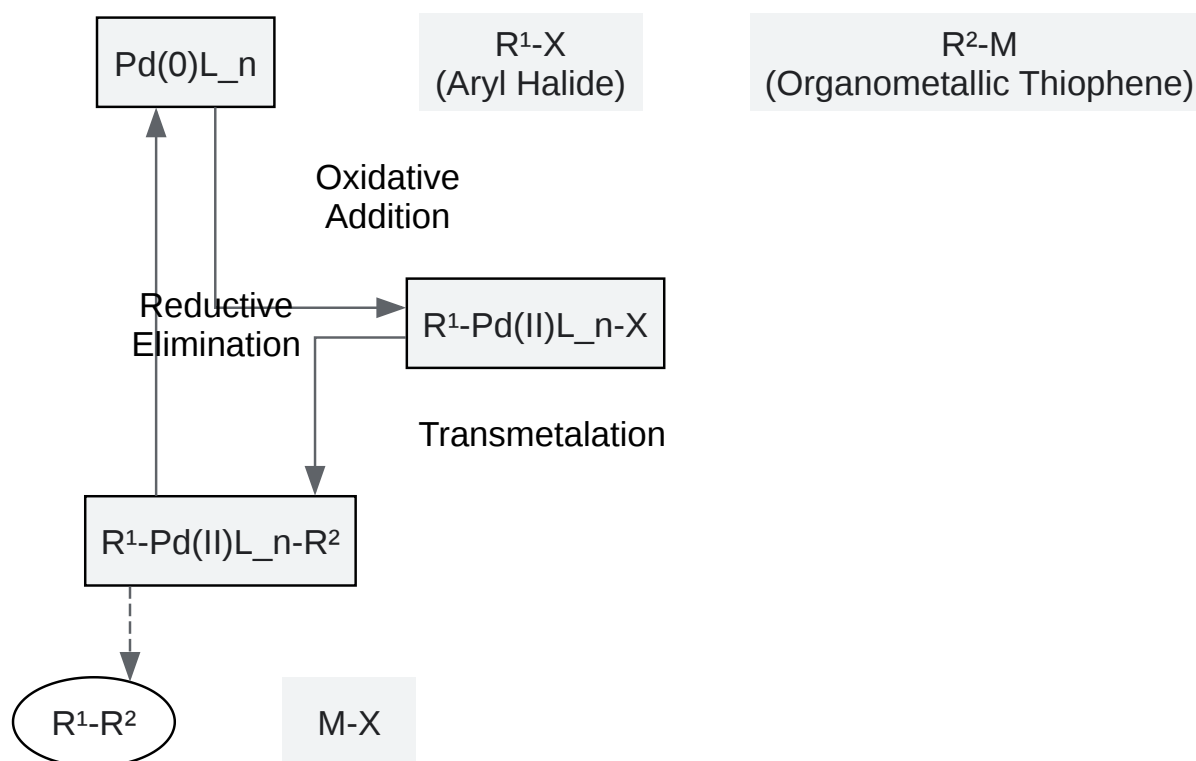 Pd(0)L_n
R¹-X
(Aryl Halide)
R²-M
(Organometallic Thiophene)
Oxidative
Addition
Reductive
Elimination
R¹-Pd(II)L_n-X
Transmetalation
R¹-Pd(II)L_n-R²
R¹-R²
M-X